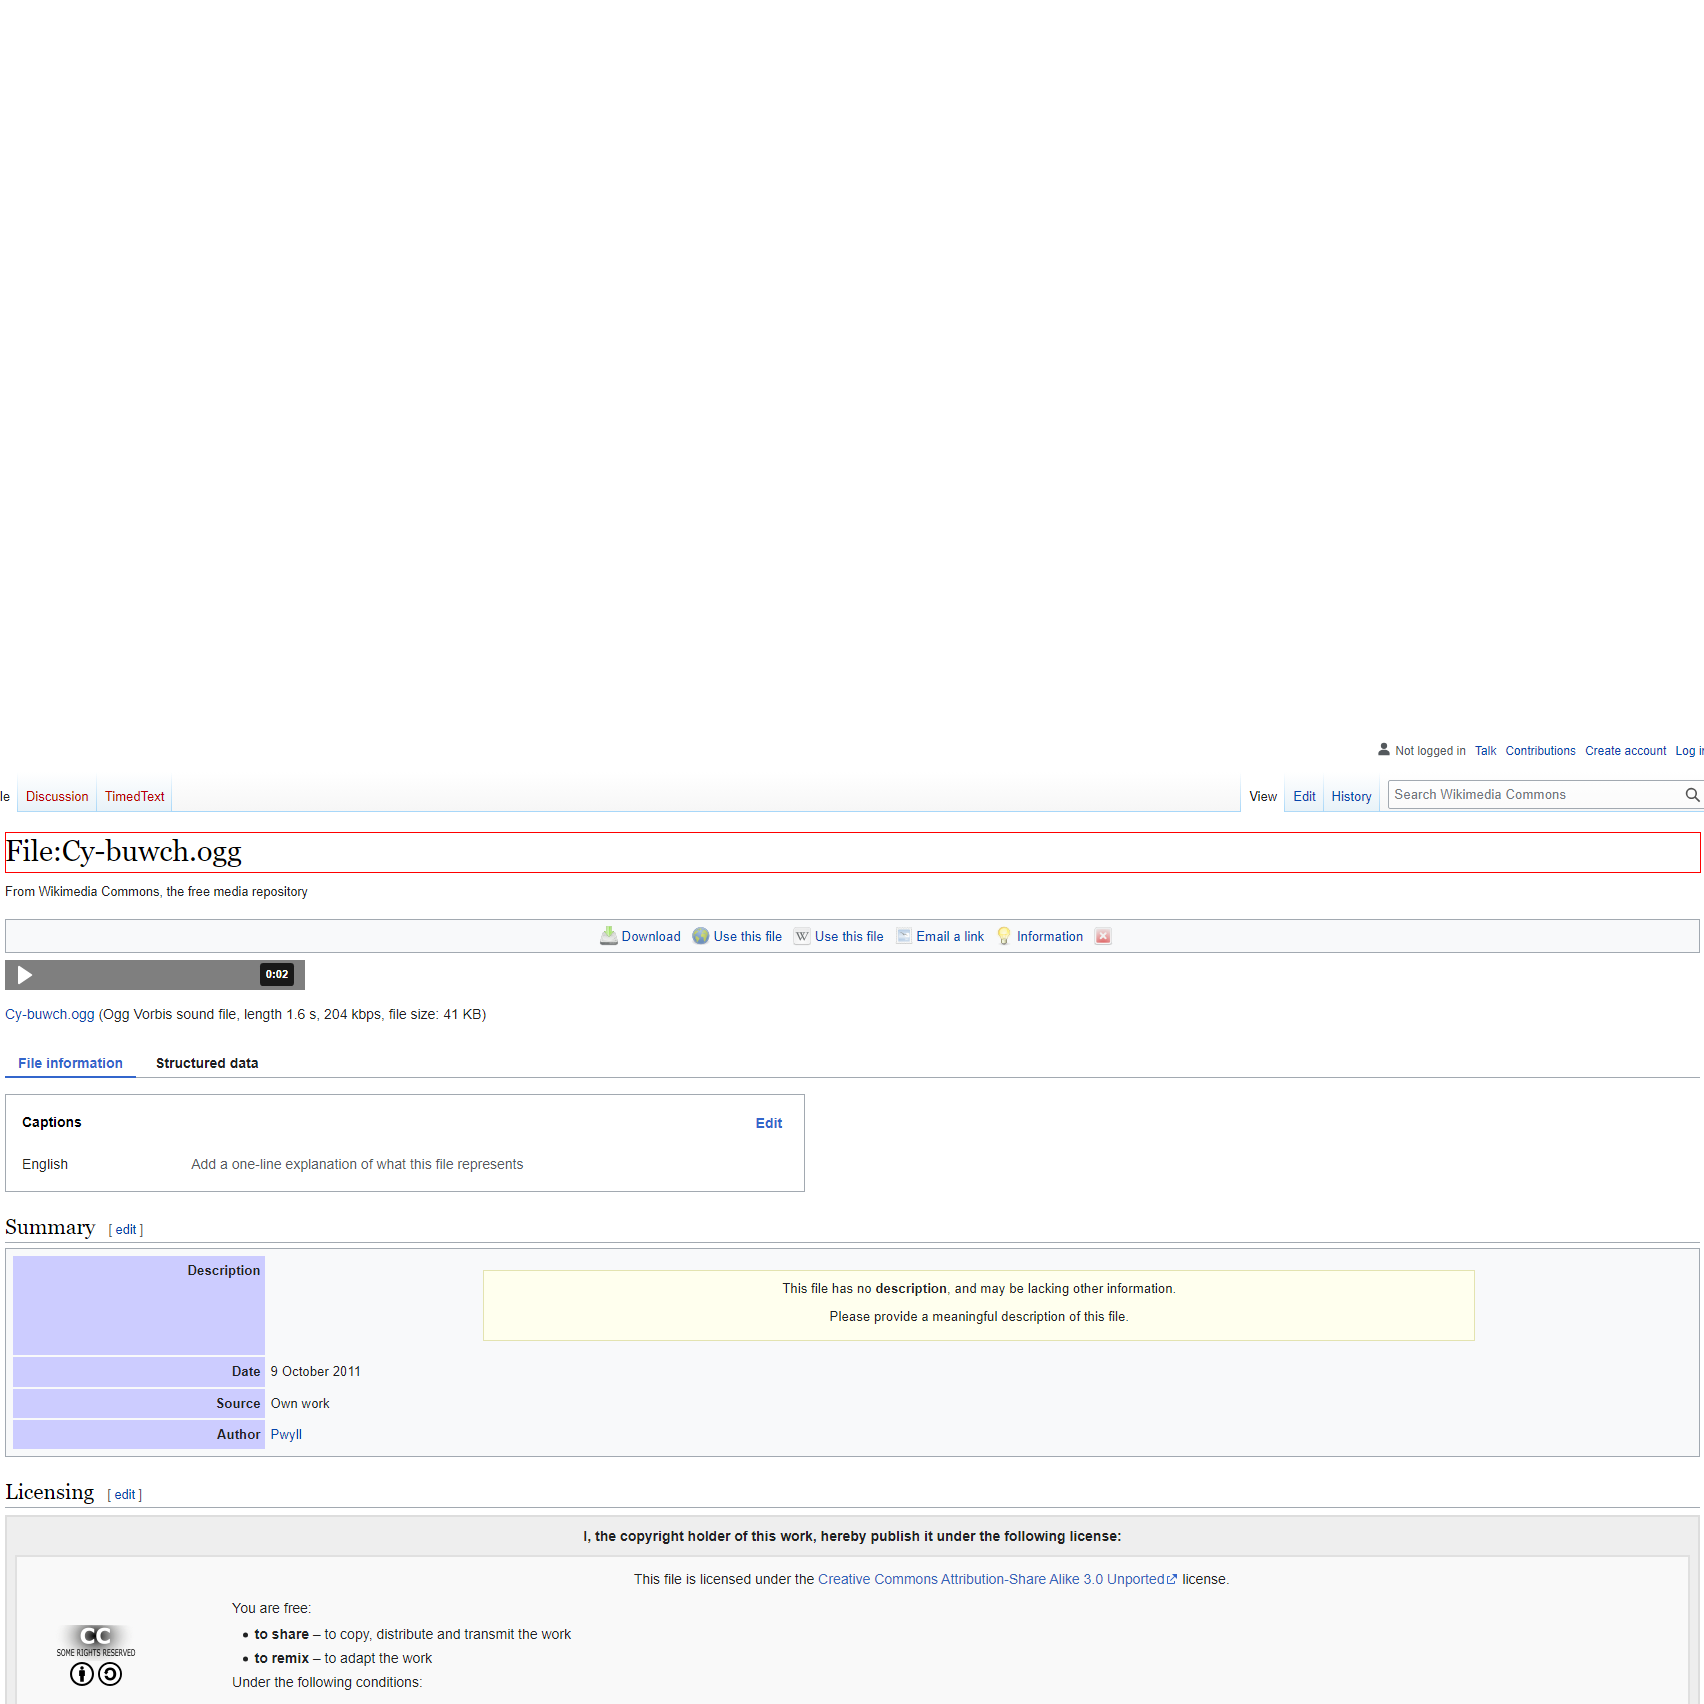 Not logged in Talk Contributions Create account Log in
le Discussion TimedText View Edit History Search Wikimedia Commons
File:Cy-buwch.ogg
From Wikimedia Commons, the free media repository
Download Use this file W Use this file Email a link Information
0:02
Cy-buwch.ogg (Ogg Vorbis sound file, length 1.6 s, 204 kbps, file size: 41 KB)
File information Structured data
Captions Edit
English Add a one-line explanation of what this file represents
Summary [ edit ]
Description
This file has no description, and may be lacking other information.
Please provide a meaningful description of this file.
Date 9 October 2011
Source Own work
Author Pwyll
Licensing [ edit ]
I, the copyright holder of this work, hereby publish it under the following license:
This file is licensed under the Creative Commons Attribution-Share Alike 3.0 Unported license.
You are free:
• to share – to copy, distribute and transmit the work
• to remix – to adapt the work
Under the following conditions:
CC
SOME RIGHTS RESERVED